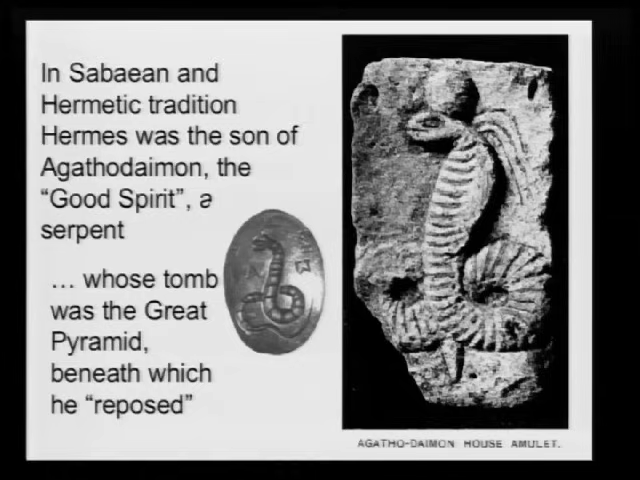 In Sabaean and
Hermetic tradition
Hermes was the son of
Agathodaimon, the
“Good Spirit”, a
serpent
... whose tomb
was the Great
Pyramid,
beneath which
he “reposed”
AGATHO-DAIMON HOUSE AMULET.